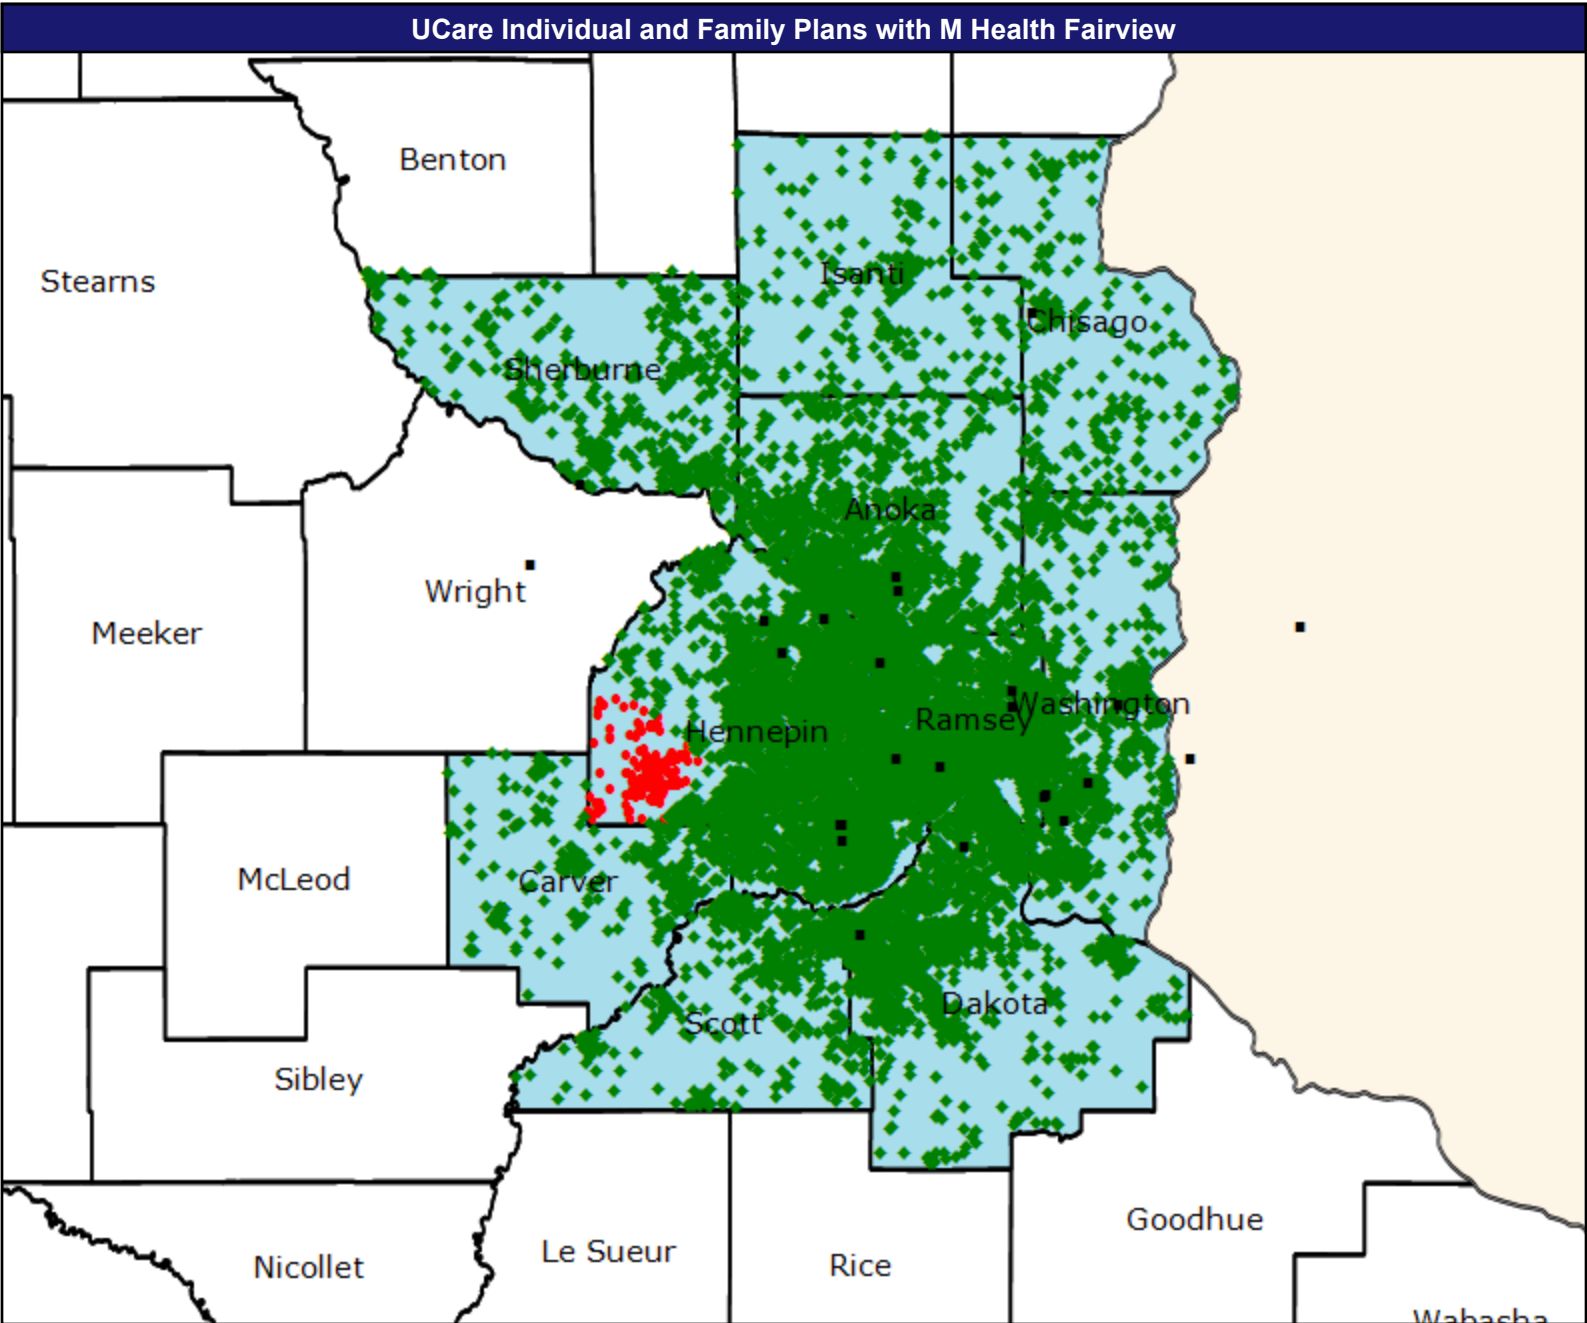 UCare Individual and Family Plans with M Health Fairview
Benton
Stearns
Isanti
Chisago
Sherburne
Anoka
Wright
Meeker
Washington
Ramsey
Hennepin
McLeod
Carver
Dakota
Scott
Sibley
Goodhue
Le Sueur
Rice
Nicollet
Wabasha